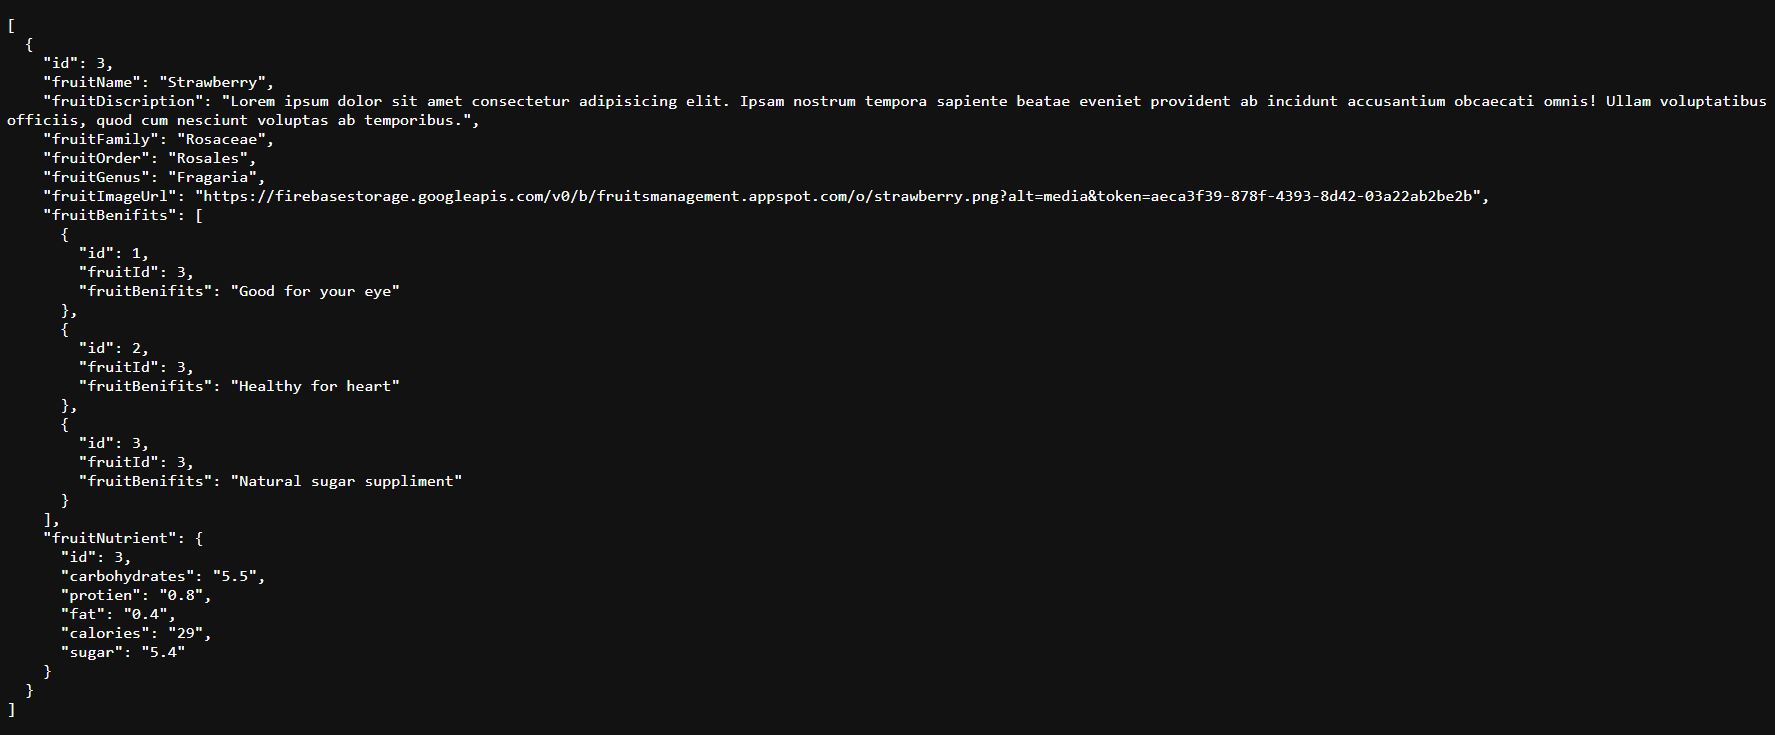 [
  {
    "id": 3,
    "fruitName": "Strawberry",
    "fruitDiscription": "Lorem ipsum dolor sit amet consectetur adipisicing elit. Ipsam nostrum tempora sapiente beatae eveniet provident ab incidunt accusantium obcaecati omnis! Ullam voluptatibus
officiis, quod cum nesciunt voluptas ab temporibus.",
    "fruitFamily": "Rosaceae",
    "fruitOrder": "Rosales",
    "fruitGenus": "Fragaria",
    "fruitImageUrl": "https://firebasestorage.googleapis.com/v0/b/fruitsmanagement.appspot.com/o/strawberry.png?alt=media&token=aeca3f39-878f-4393-8d42-03a22ab2be2b",
    "fruitBenifits": [
      {
        "id": 1,
        "fruitId": 3,
        "fruitBenifits": "Good for your eye"
      },
      {
        "id": 2,
        "fruitId": 3,
        "fruitBenifits": "Healthy for heart"
      },
      {
        "id": 3,
        "fruitId": 3,
        "fruitBenifits": "Natural sugar suppliment"
      }
    ],
    "fruitNutrient": {
      "id": 3,
      "carbohydrates": "5.5",
      "protien": "0.8",
      "fat": "0.4",
      "calories": "29",
      "sugar": "5.4"
    }
  }
]